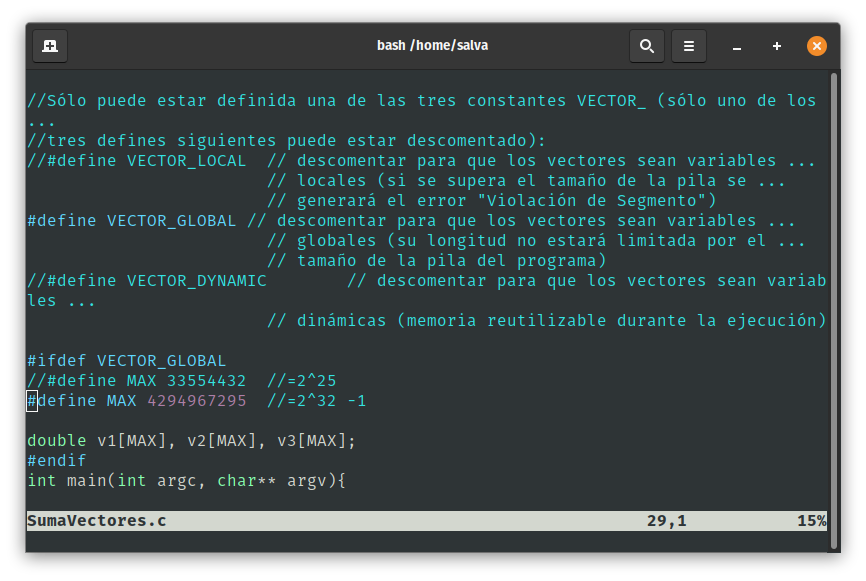 bash /home/salva
//Sólo puede estar definida una de las tres constantes VECTOR_ (sólo uno de los
...
//tres defines siguientes puede estar descomentado):
//#define VECTOR_LOCAL  // descomentar para que los vectores sean variables ...
                        // locales (si se supera el tamaño de la pila se ...
                        // generará el error "Violación de Segmento")
#define VECTOR_GLOBAL // descomentar para que los vectores sean variables ...
                        // globales (su longitud no estará limitada por el ...
                        // tamaño de la pila del programa)
//#define VECTOR_DYNAMIC        // descomentar para que los vectores sean variab
les ...
                        // dinámicas (memoria reutilizable durante la ejecución)
#ifdef VECTOR_GLOBAL
//#define MAX 33554432  //=2^25
#define MAX 4294967295  //=2^32 -1
double v1[MAX], v2[MAX], v3[MAX];
#endif
int main(int argc, char** argv){
SumaVectores.c                                                29,1           15%